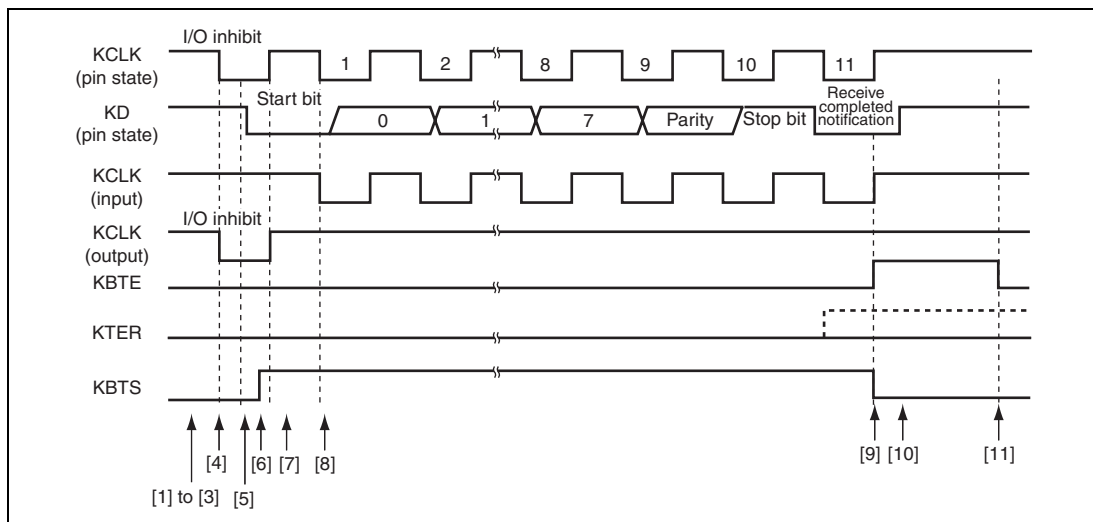 I/O inhibit
KCLK
(pin state)
1 2 8 9 10 11
Start bit
Receive
completed
notification
KD
(pin state)
0 1 7 Parity Stop bit
KCLK
(input)
I/O inhibit
KCLK
(output)
KBTE
KTER
KBTS
[4] [6] [7] [8] [9] [10] [11]
[1] to [3] [5]